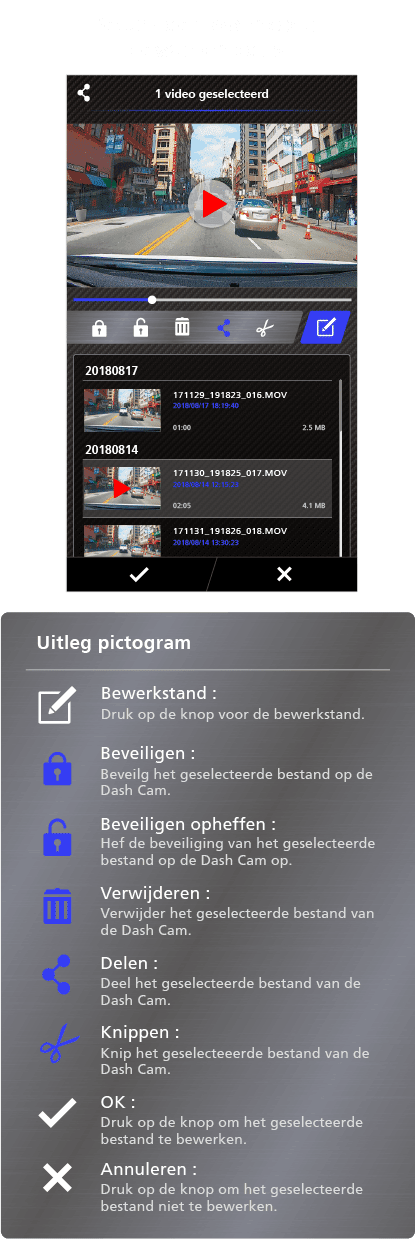 1 video geselecteerd
20180817
171129_191823_016.MOV
2018/08/17 18:19:40
01:00 2.5 MB
20180814
171130_191825_017.MOV
2018/08/14 12:15:23
02:05 4.1 MB
171131_191826_018.MOV
2018/08/14 13:30:23
Uitleg pictogram
Bewerkstand :
Druk op de knop voor de bewerkstand.
Beveiligen :
Beveilg het geselecteerde bestand op de
Dash Cam.
Beveiligen opheffen :
Hef de beveiliging van het geselecteerde
bestand op de Dash Cam op.
Verwijderen :
Verwijder het geselecteerde bestand van
de Dash Cam.
Delen :
Deel het geselecteerde bestand van de
Dash Cam.
Knippen :
Knip het geselecteeerde bestand van de
Dash Cam.
OK :
Druk op de knop om het geselecteerde
bestand te bewerken.
Annuleren :
Druk op de knop om het geselecteerde
bestand niet te bewerken.